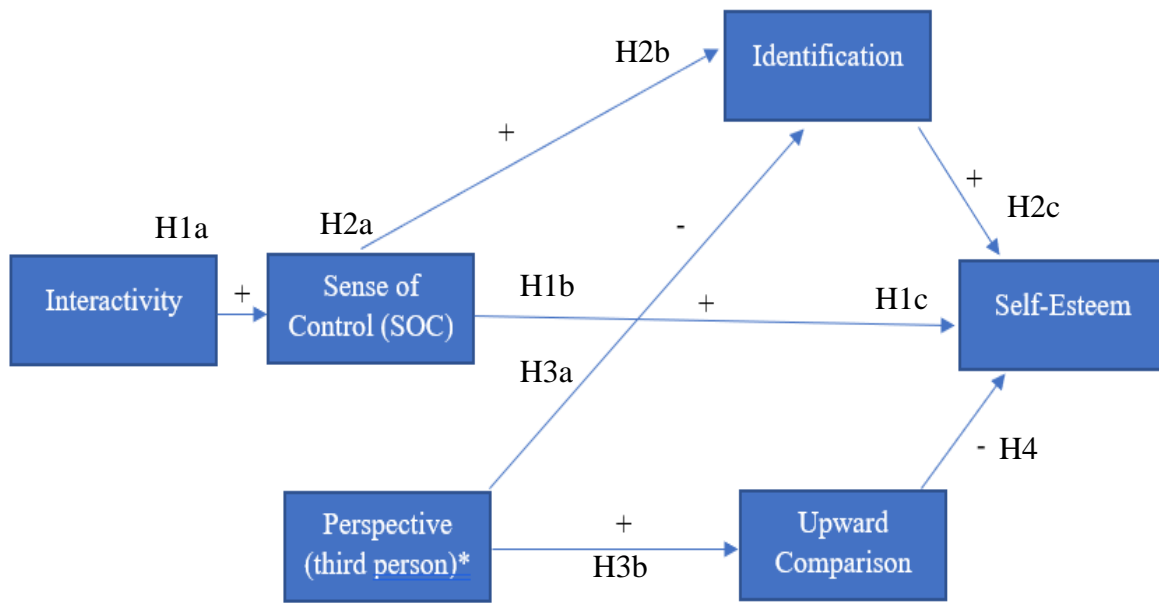 H2b
Identification
+
+
H2c
H1a
H2a
-
Interactivity
+
Sense of
Control (SOC)
H1b
+
H1c
Self-Esteem
H3a
- H4
Perspective
(third person)*
+
H3b
Upward
Comparison